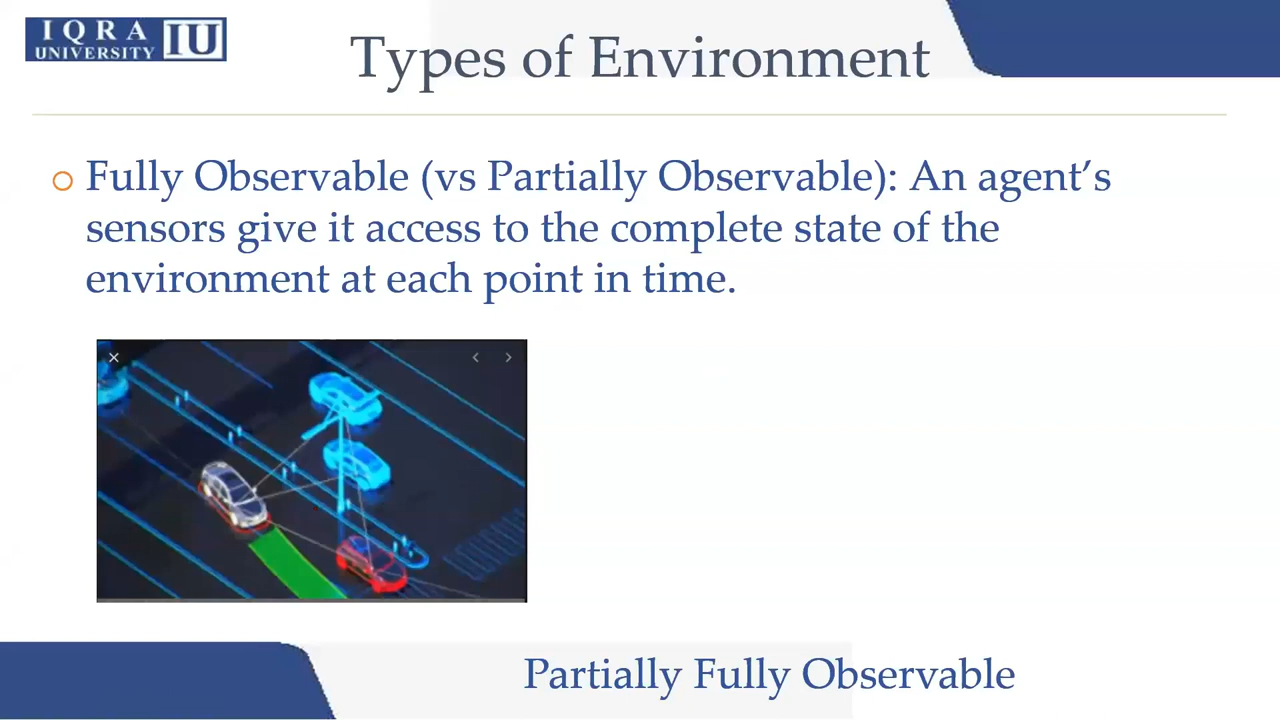 IQRA
UNIVERSITY IU
Types of Environment
Fully Observable (vs Partially Observable): An agent’s
sensors give it access to the complete state of the
environment at each point in time.
Partially Fully Observable